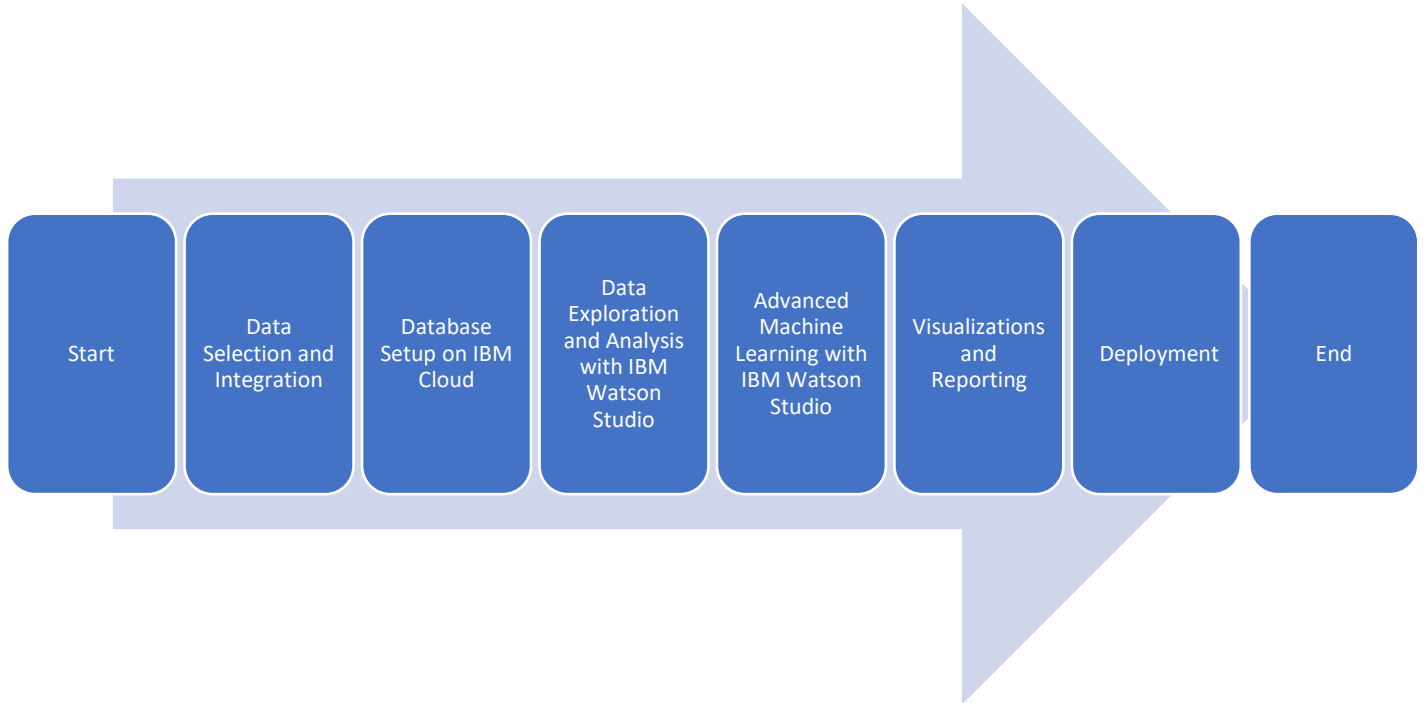 Start
Data
Selection and
Integration
Database
Setup on IBM
Cloud
Data
Exploration
and Analysis
with IBM
Watson
Studio
Advanced
Machine
Learning with
IBM Watson
Studio
Visualizations
and
Reporting
Deployment
End